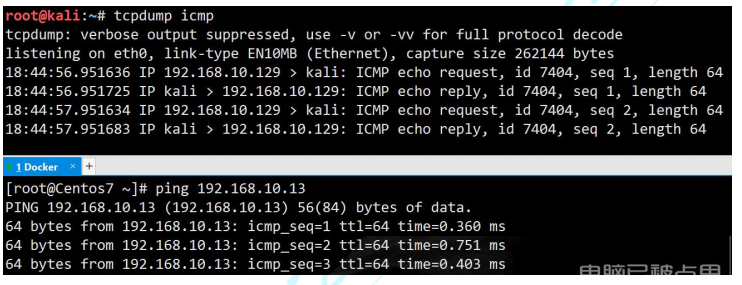 root@kali:~# tcpdump icmp
tcpdump: verbose output suppressed, use -v or -vv for full protocol decode
listening on eth0, link-type EN10MB (Ethernet), capture size 262144 bytes
18:44:56.951636 IP 192.168.10.129 > kali: ICMP echo request, id 7404, seq 1, length 64
18:44:56.951725 IP kali > 192.168.10.129: ICMP echo reply, id 7404, seq 1, length 64
18:44:57.951634 IP 192.168.10.129 > kali: ICMP echo request, id 7404, seq 2, length 64
18:44:57.951683 IP kali > 192.168.10.129: ICMP echo reply, id 7404, seq 2, length 64
1 Docker × +
[root@Centos7 ~]# ping 192.168.10.13
PING 192.168.10.13 (192.168.10.13) 56(84) bytes of data.
64 bytes from 192.168.10.13: icmp_seq=1 ttl=64 time=0.360 ms
64 bytes from 192.168.10.13: icmp_seq=2 ttl=64 time=0.751 ms
64 bytes from 192.168.10.13: icmp_seq=3 ttl=64 time=0.403 ms